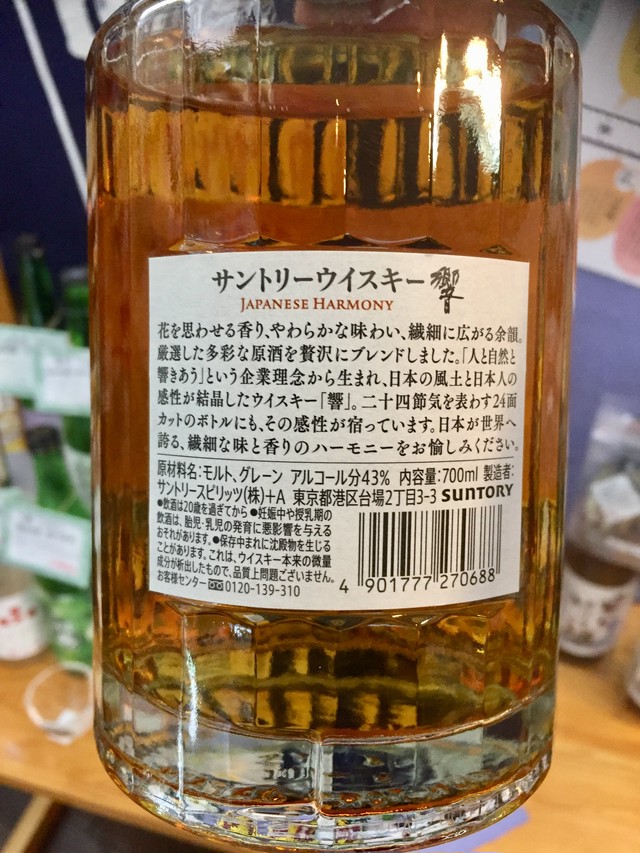 サントリーウイスキー響
JAPANESE HARMONY
花を思わせる香り、やわらかな味わい、繊細に広がる余韻。
厳選した多彩な原酒を贅沢にブレンドしました。「人と自然と
響きあう」という企業理念から生まれ、日本の風土と日本人の
感性が結晶したウイスキー「響」。二十四節気を表わす24面
カットのボトルにも、その感性が宿っています。日本が世界へ
誇る、繊細な味と香りのハーモニーをお愉しみください。
原材料名:モルト、グレーン アルコール分43% 内容量:700ml 製造者:
サントリースピリッツ(株)+A 東京都港区台場2丁目3-3 SUNTORY
●飲酒は20歳を過ぎてから ●妊娠中や授乳期の
飲酒は、胎児・乳児の発育に悪影響を与える
おそれがあります。●保存中まれに沈殿物を生じる
ことがあります。これは、ウイスキー本来の微量
成分が析出したもので、品質上問題ございません。
お客様センター 0120-139-310
4 901777 270688